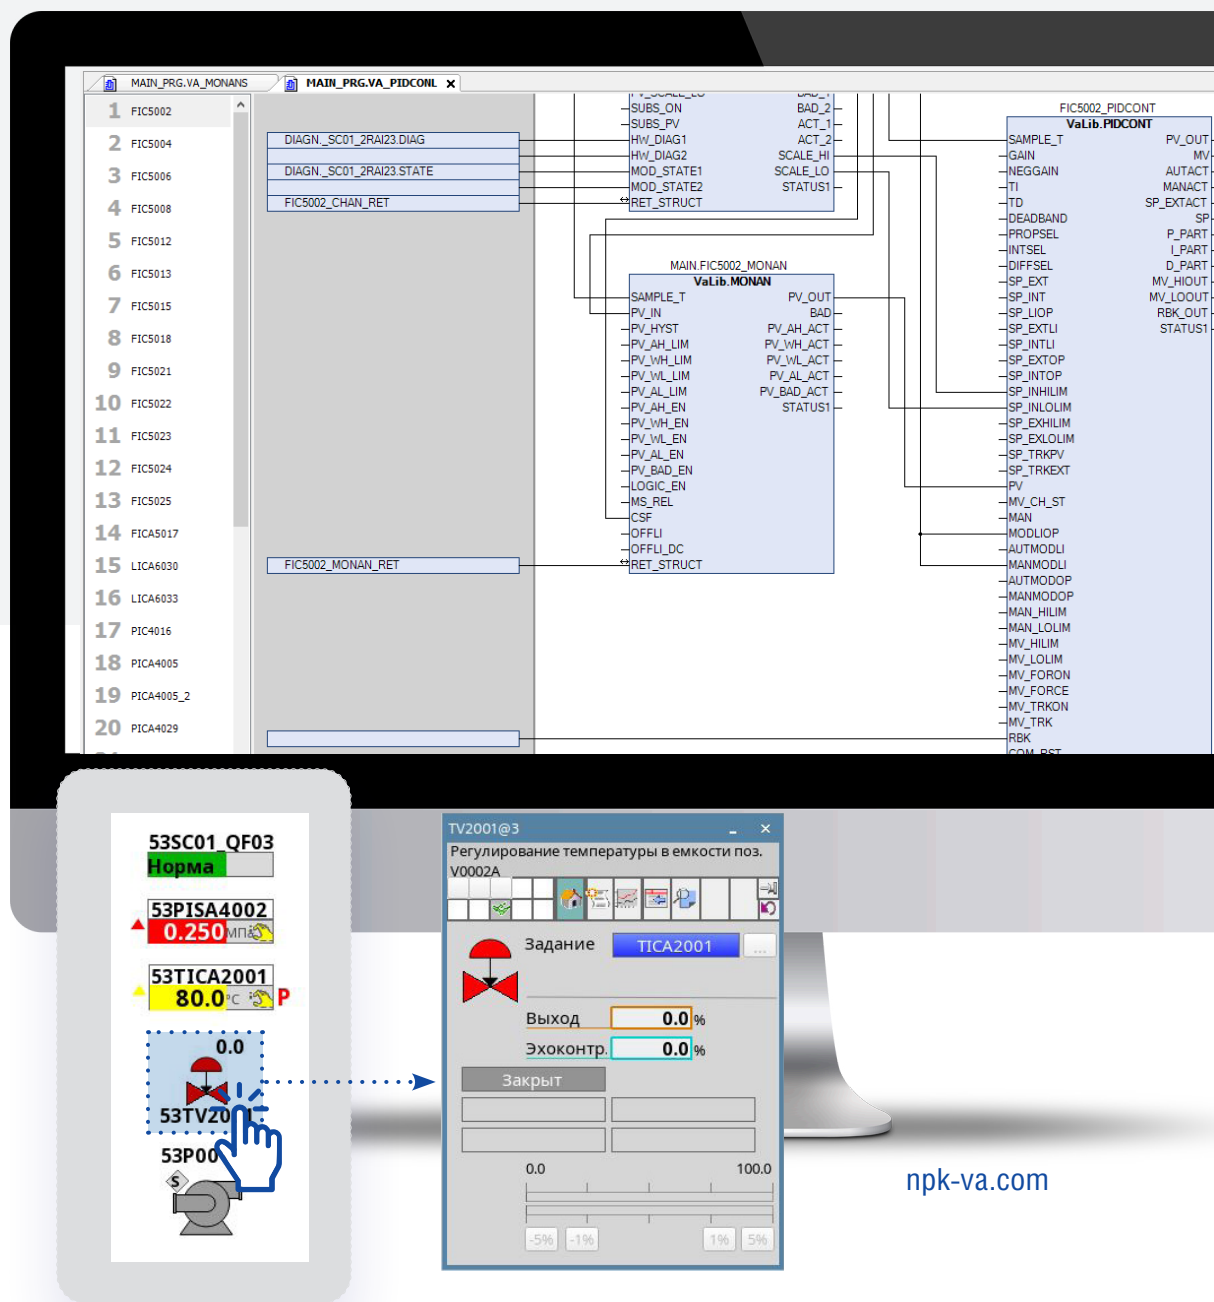 MAIN_PRG.VA_MONANS
MAIN_PRG.VA_PIDCONL
1 FIC5002
2 FIC5004
3 FIC5006
4 FIC5008
5 FIC5012
6 FIC5013
7 FIC5015
8 FIC5018
9 FIC5021
10 FIC5022
11 FIC5023
12 FIC5024
13 FIC5025
14 FICA5017
15 LICA6030
16 LICA6033
17 PIC4016
18 PICA4005
19 PICA4005_2
20 PICA4029
DIAGN._SC01_2RAI23.DIAG
DIAGN._SC01_2RAI23.STATE
FIC5002_CHAN_RET
FIC5002_MONAN_RET
PV_SCALE_LO BAD_1
SUBS_ON BAD_2
SUBS_PV ACT_1
HW_DIAG1 ACT_2
HW_DIAG2 SCALE_HI
MOD_STATE1 SCALE_LO
MOD_STATE2 STATUS1
RET_STRUCT
MAIN.FIC5002_MONAN
VaLib.MONAN
SAMPLE_T PV_OUT
PV_IN BAD
PV_HYST PV_AH_ACT
PV_AH_LIM PV_WH_ACT
PV_WH_LIM PV_WL_ACT
PV_WL_LIM PV_AL_ACT
PV_AL_LIM PV_BAD_ACT
PV_AH_EN STATUS1
PV_WH_EN
PV_WL_EN
PV_AL_EN
PV_BAD_EN
LOGIC_EN
MS_REL
CSF
OFFLI
OFFLI_DC
RET_STRUCT
FIC5002_PIDCONT
VaLib.PIDCONT
SAMPLE_T PV_OUT
GAIN MV
NEGGAIN AUTACT
TI MANACT
TD SP_EXTACT
DEADBAND SP
PROPSEL P_PART
INTSEL I_PART
DIFFSEL D_PART
SP_EXT MV_HIOUT
SP_INT MV_LOOUT
SP_LIOP RBK_OUT
SP_EXTLI STATUS1
SP_INTLI
SP_EXTOP
SP_INTOP
SP_INHILIM
SP_INLOLIM
SP_EXHILIM
SP_EXLOLIM
SP_TRKPV
SP_TRKEXT
PV
MV_CH_ST
MAN
MODLIOP
AUTMODLI
MANMODLI
AUTMODOP
MANMODOP
MAN_HILIM
MAN_LOLIM
MV_HILIM
MV_LOLIM
MV_FORON
MV_FORCE
MV_TRKON
MV_TRK
RBK
COM_RST
53SC01_QF03
Норма
53PISA4002
0.250 МПа
53TICA2001
80.0 °C P
0.0
53TV2001
53P00
S
TV2001@3
Регулирование температуры в емкости поз.
V0002A
Задание TICA2001 ...
Выход 0.0 %
Эхоконтр. 0.0 %
Закрыт
0.0 100.0
-5% -1% 1% 5%
npk-va.com